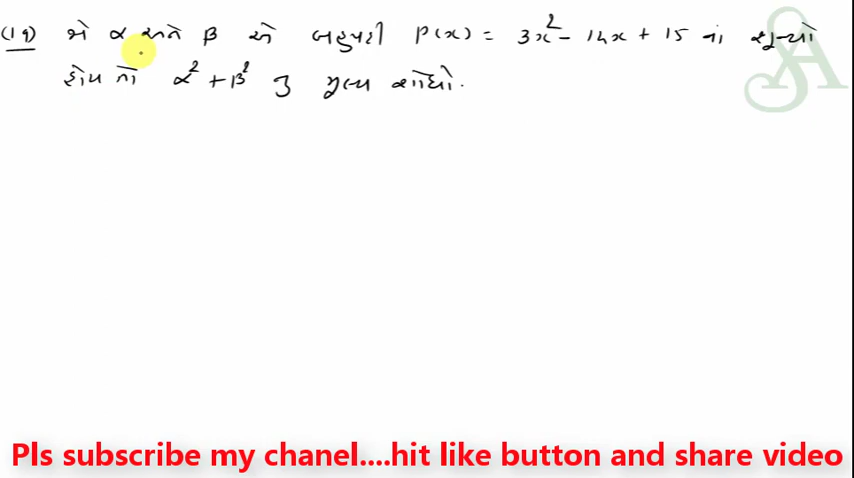 (19) જો α અને β એ બહુપદી P(x) = 3x² - 14x + 15 નાં શૂન્યો
હોય તો α² + β² નું મૂલ્ય શોધો.
Pls subscribe my chanel....hit like button and share video